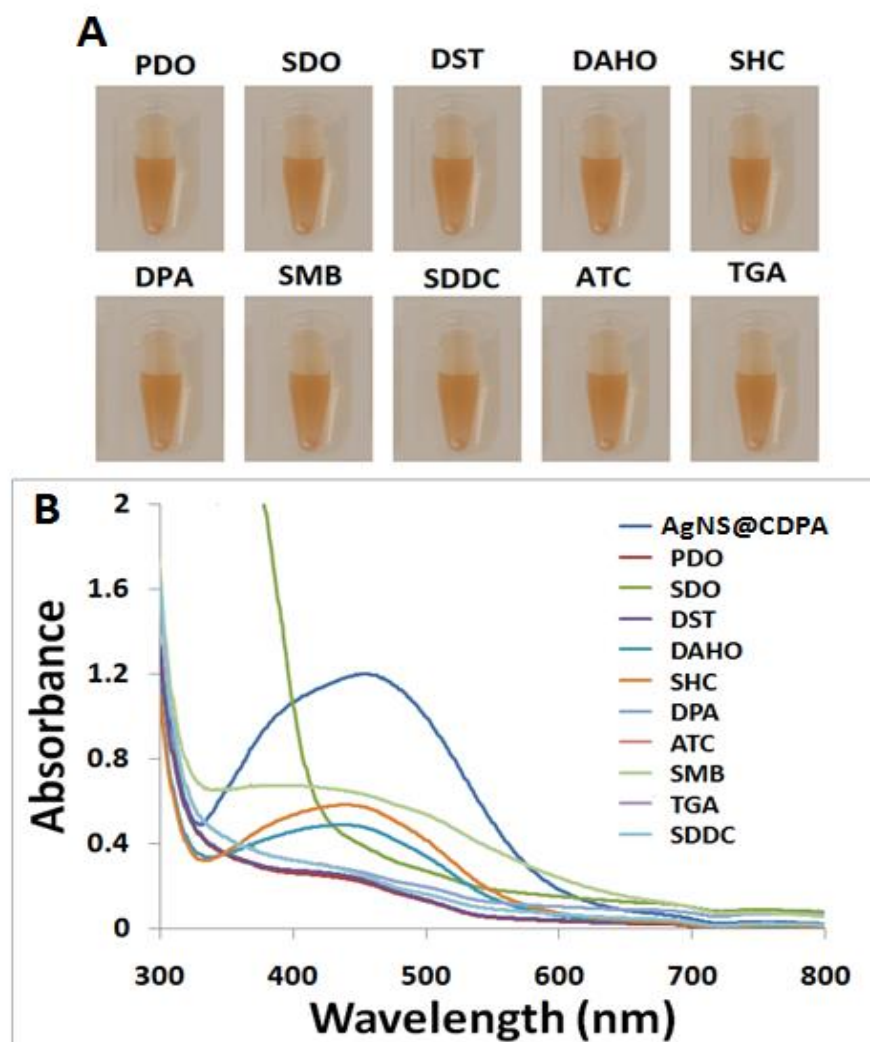 A
PDO SDO DST DAHO SHC
DPA SMB SDDC ATC TGA
B
Absorbance
2
1.6
1.2
0.8
0.4
0
300 400 500 600 700 800
Wavelength (nm)
AgNS@CDPA
PDO
SDO
DST
DAHO
SHC
DPA
ATC
SMB
TGA
SDDC